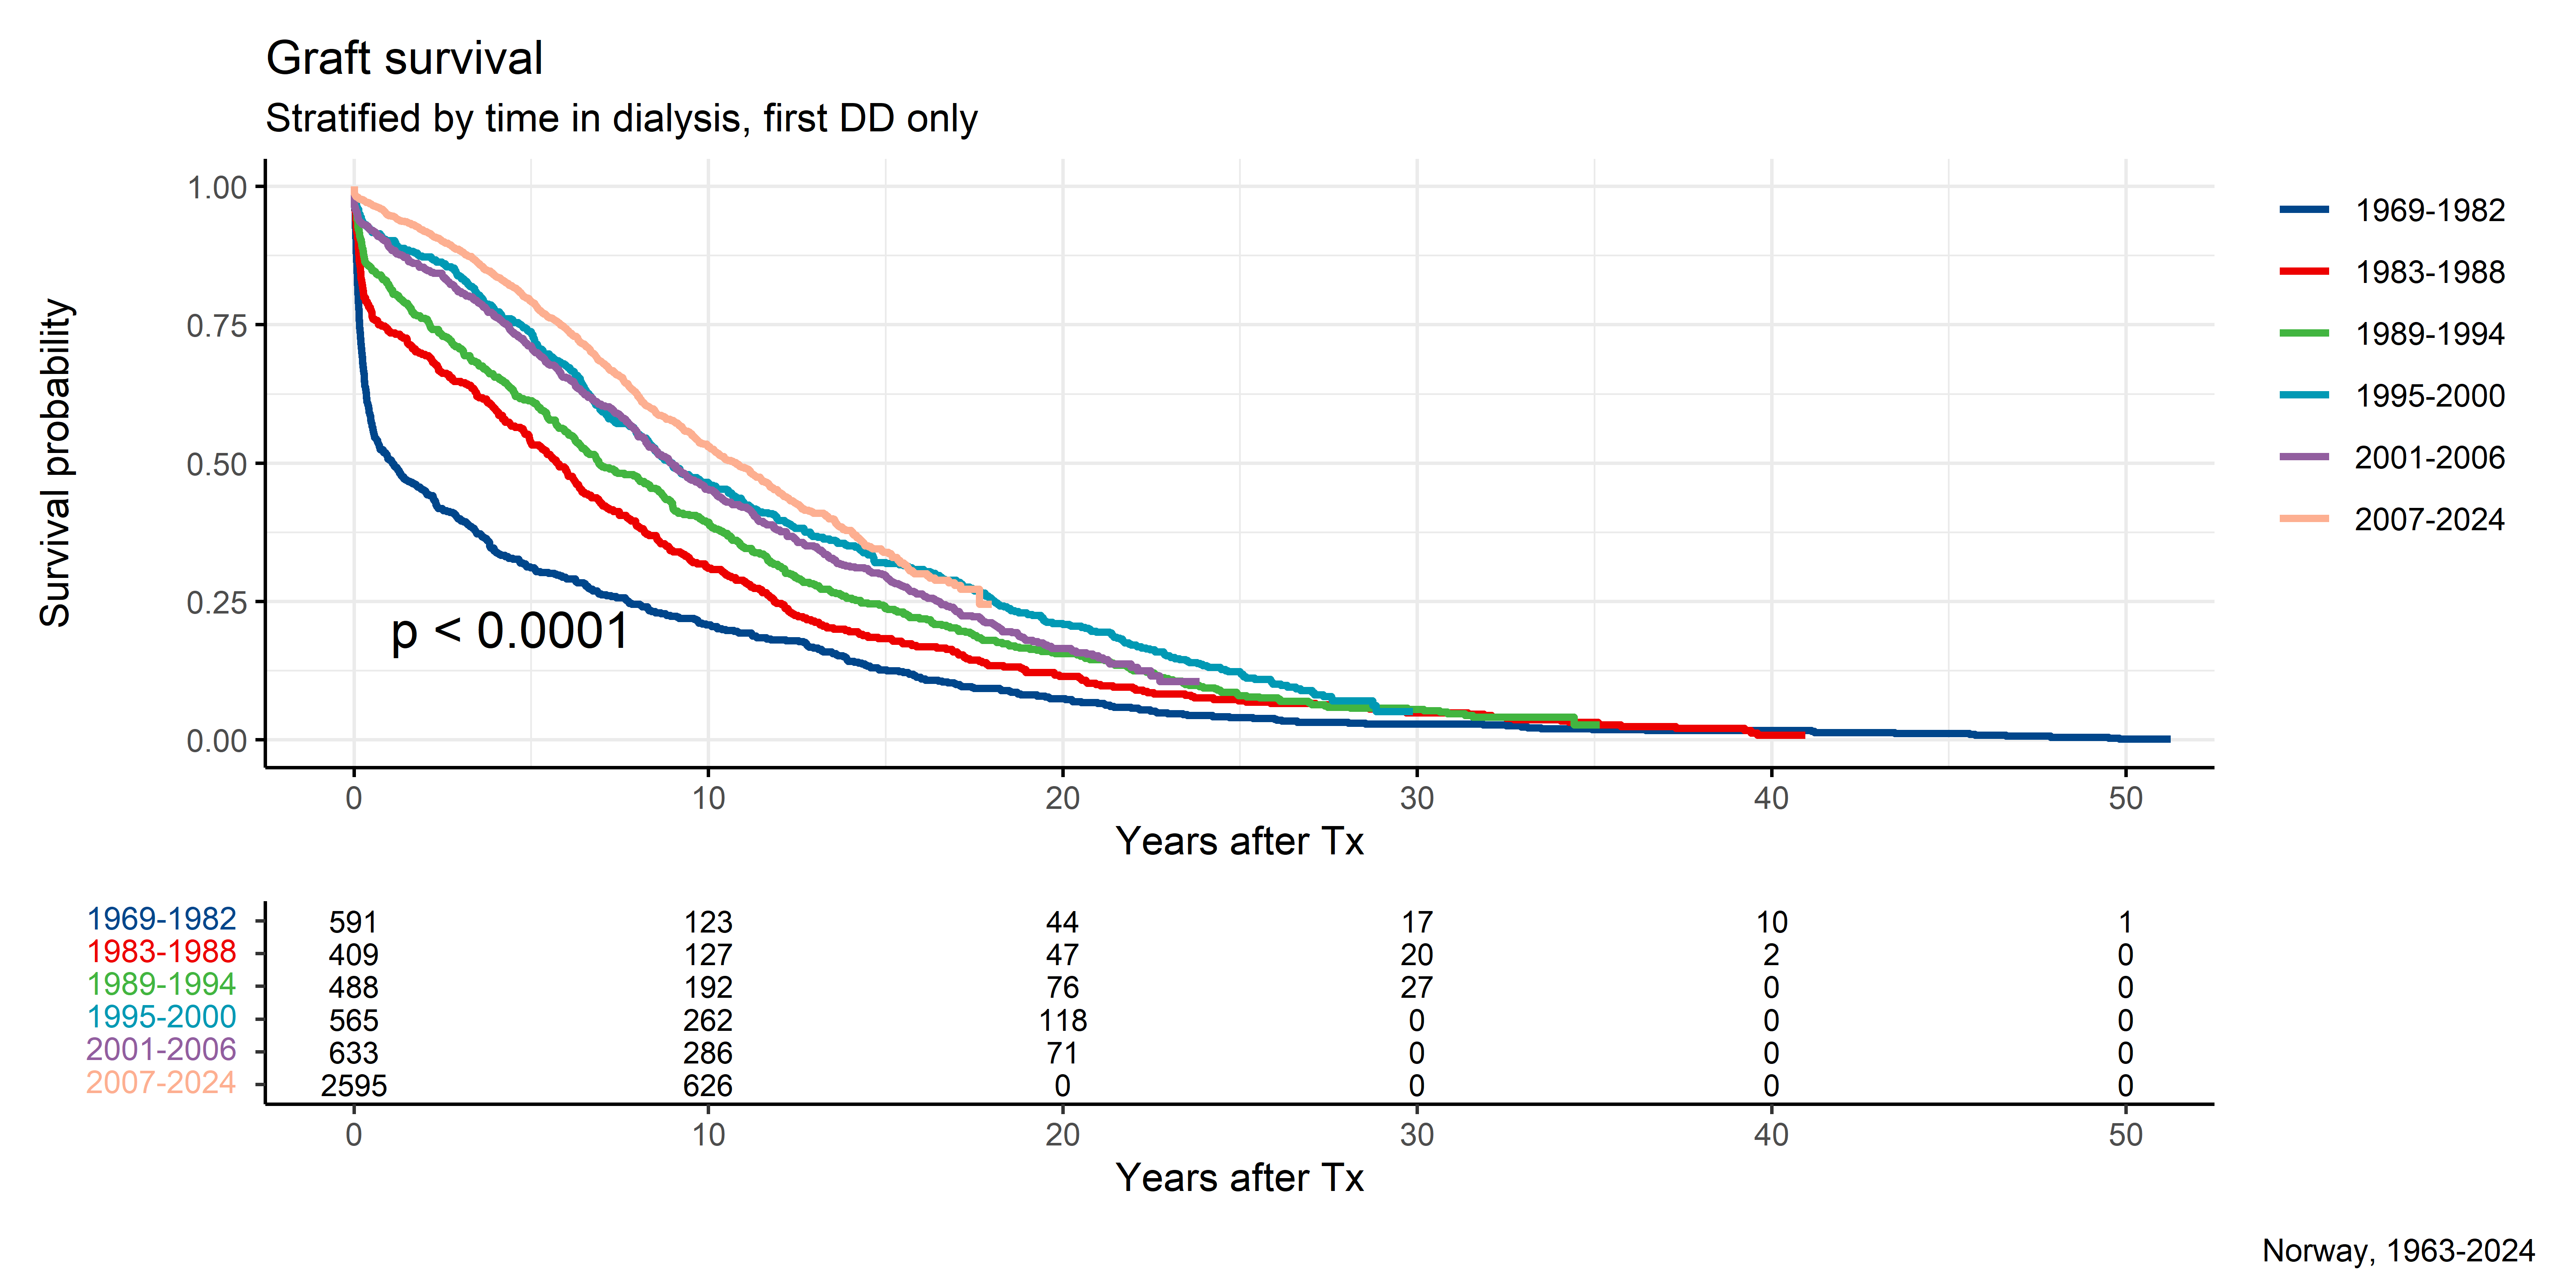 Graft survival
Stratified by time in dialysis, first DD only
Survival probability
1.00
0.75
0.50
0.25
0.00
p < 0.0001
0 10 20 30 40 50
Years after Tx
1969-1982
1983-1988
1989-1994
1995-2000
2001-2006
2007-2024
1969-1982 591 123 44 17 10 1
1983-1988 409 127 47 20 2 0
1989-1994 488 192 76 27 0 0
1995-2000 565 262 118 0 0 0
2001-2006 633 286 71 0 0 0
2007-2024 2595 626 0 0 0 0
0 10 20 30 40 50
Years after Tx
Norway, 1963-2024